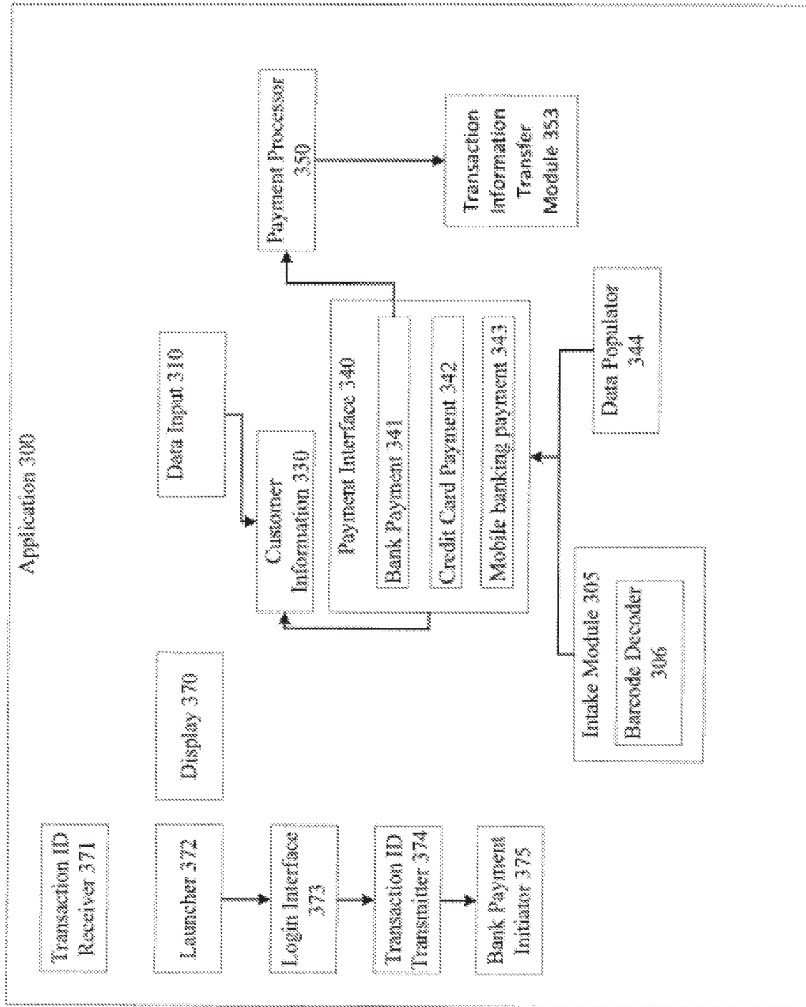 Application 300
Transaction ID
Receiver 371
Launcher 372
Login Interface
373
Transaction ID
Transmitter 374
Bank Payment
Initiator 375
Display 370
Data Input 310
Customer
Information 330
Payment Interface 340
Bank Payment 341
Credit Card Payment 342
Mobile banking payment 343
Payment Processor
350
Transaction
Information
Transfer
Module 353
Intake Module 305
Barcode Decoder
306
Data Populator
344